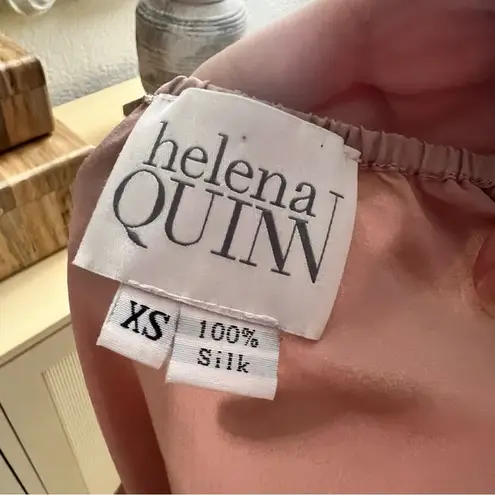 helena
QUINN
XS
100%
Silk